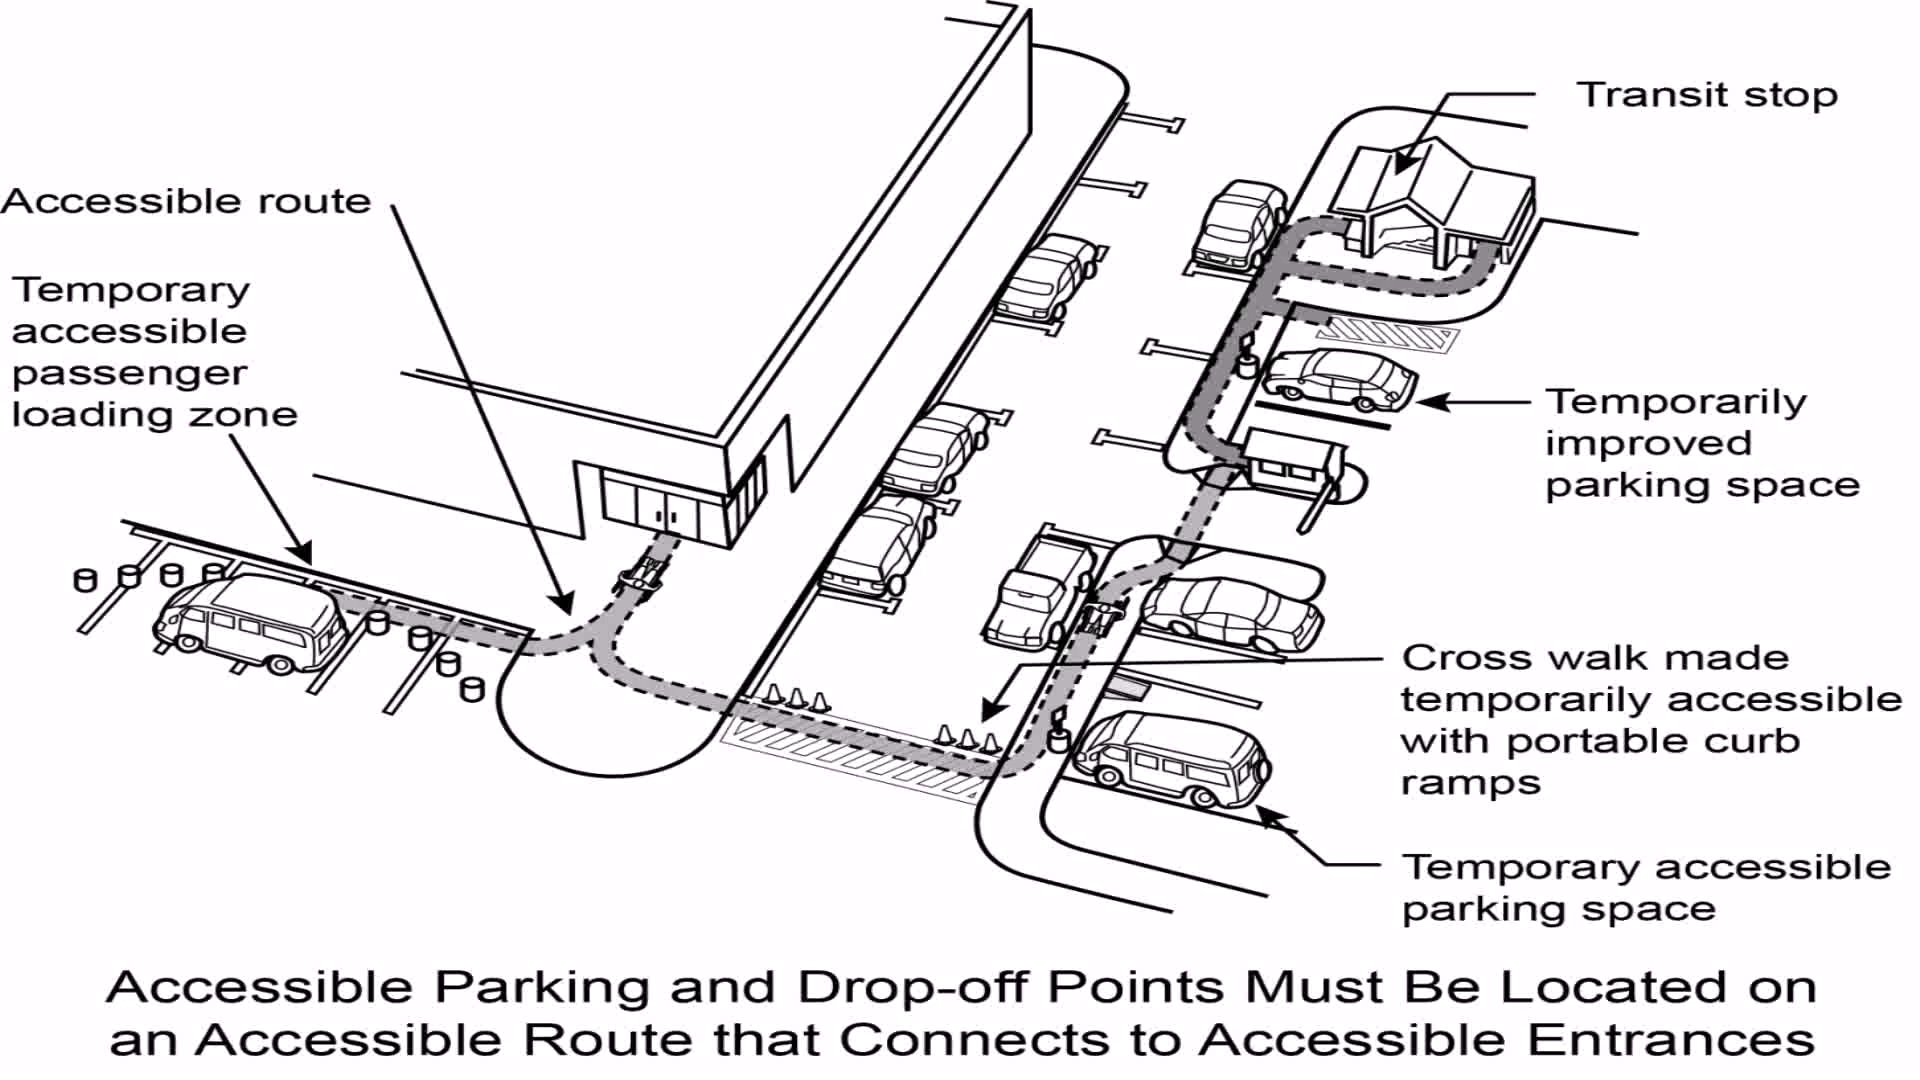 Transit stop
Accessible route
Temporary
accessible
passenger
loading zone
Temporarily
improved
parking space
Cross walk made
temporarily accessible
with portable curb
ramps
Temporary accessible
parking space
Accessible Parking and Drop-off Points Must Be Located on
an Accessible Route that Connects to Accessible Entrances